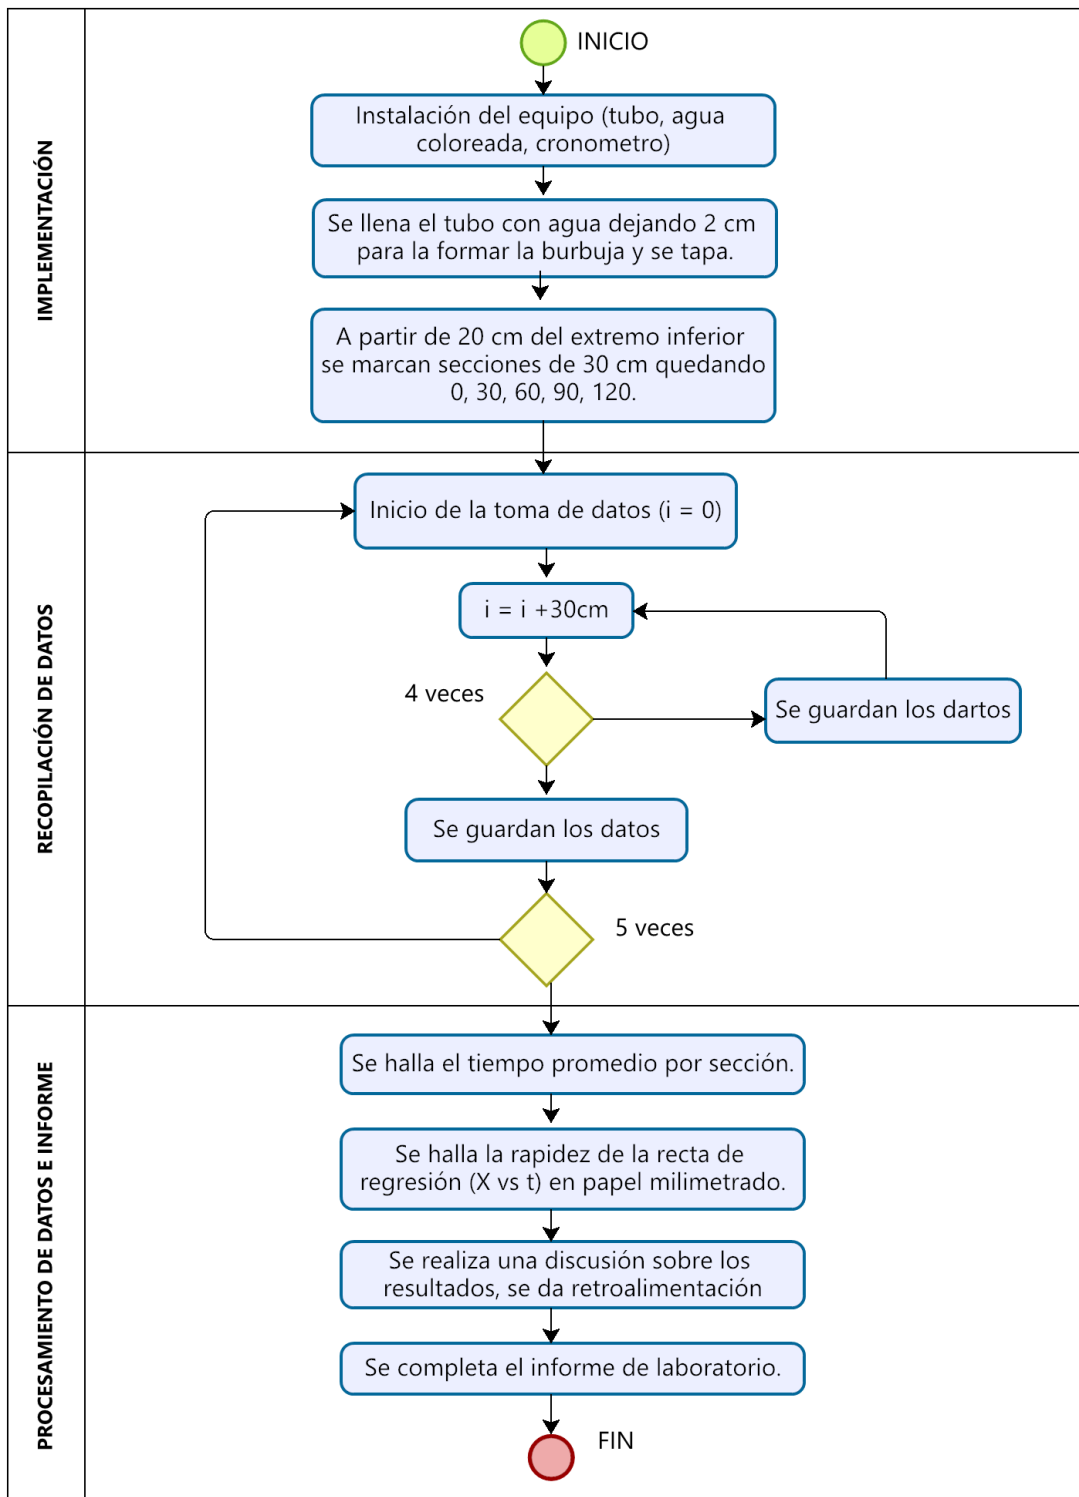 IMPLEMENTACIÓN
INICIO
Instalación del equipo (tubo, agua
coloreada, cronometro)
Se llena el tubo con agua dejando 2 cm
para la formar la burbuja y se tapa.
A partir de 20 cm del extremo inferior
se marcan secciones de 30 cm quedando
0, 30, 60, 90, 120.
RECOPILACIÓN DE DATOS
Inicio de la toma de datos (i = 0)
i = i +30cm
4 veces
Se guardan los dartos
Se guardan los datos
5 veces
PROCESAMIENTO DE DATOS E INFORME
Se halla el tiempo promedio por sección.
Se halla la rapidez de la recta de
regresión (X vs t) en papel milimetrado.
Se realiza una discusión sobre los
resultados, se da retroalimentación
Se completa el informe de laboratorio.
FIN